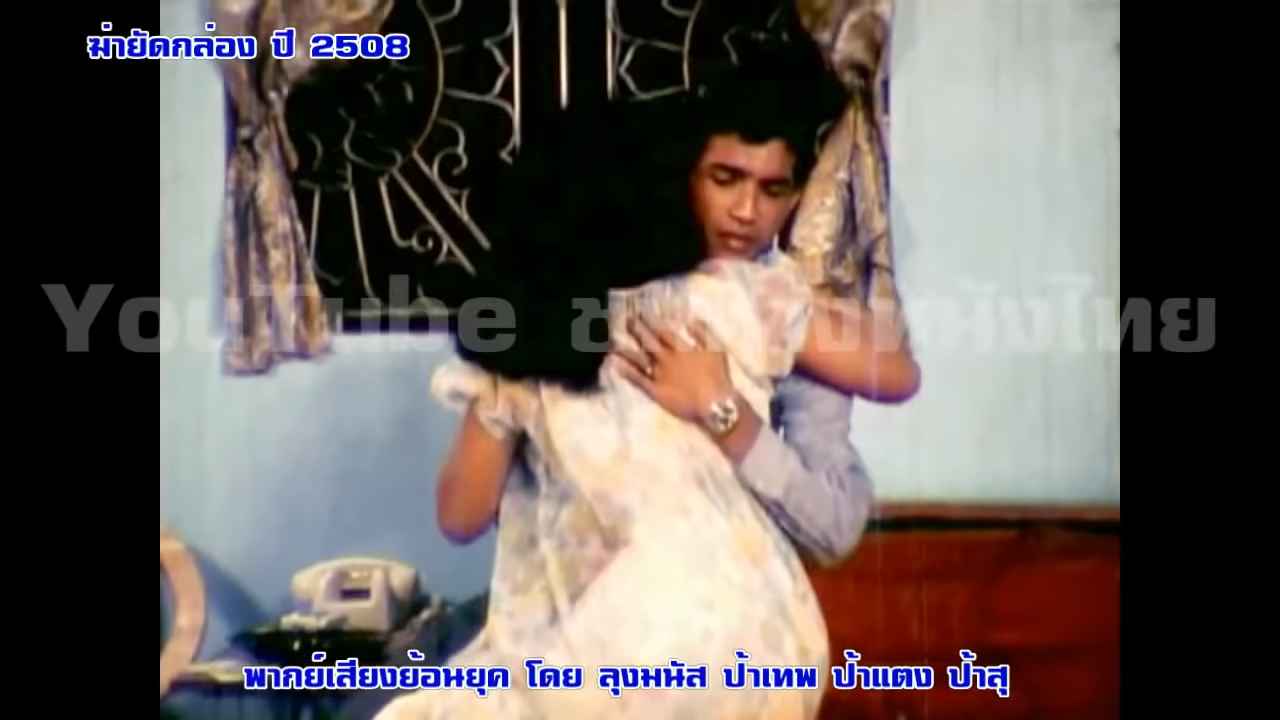 ฆ่ายัดกล่อง ปี 2508
YouTube
พากย์เสียงย้อนยุค โดย ลุงมนัส ป้าเทพ ป้าแตง ป้าสุ